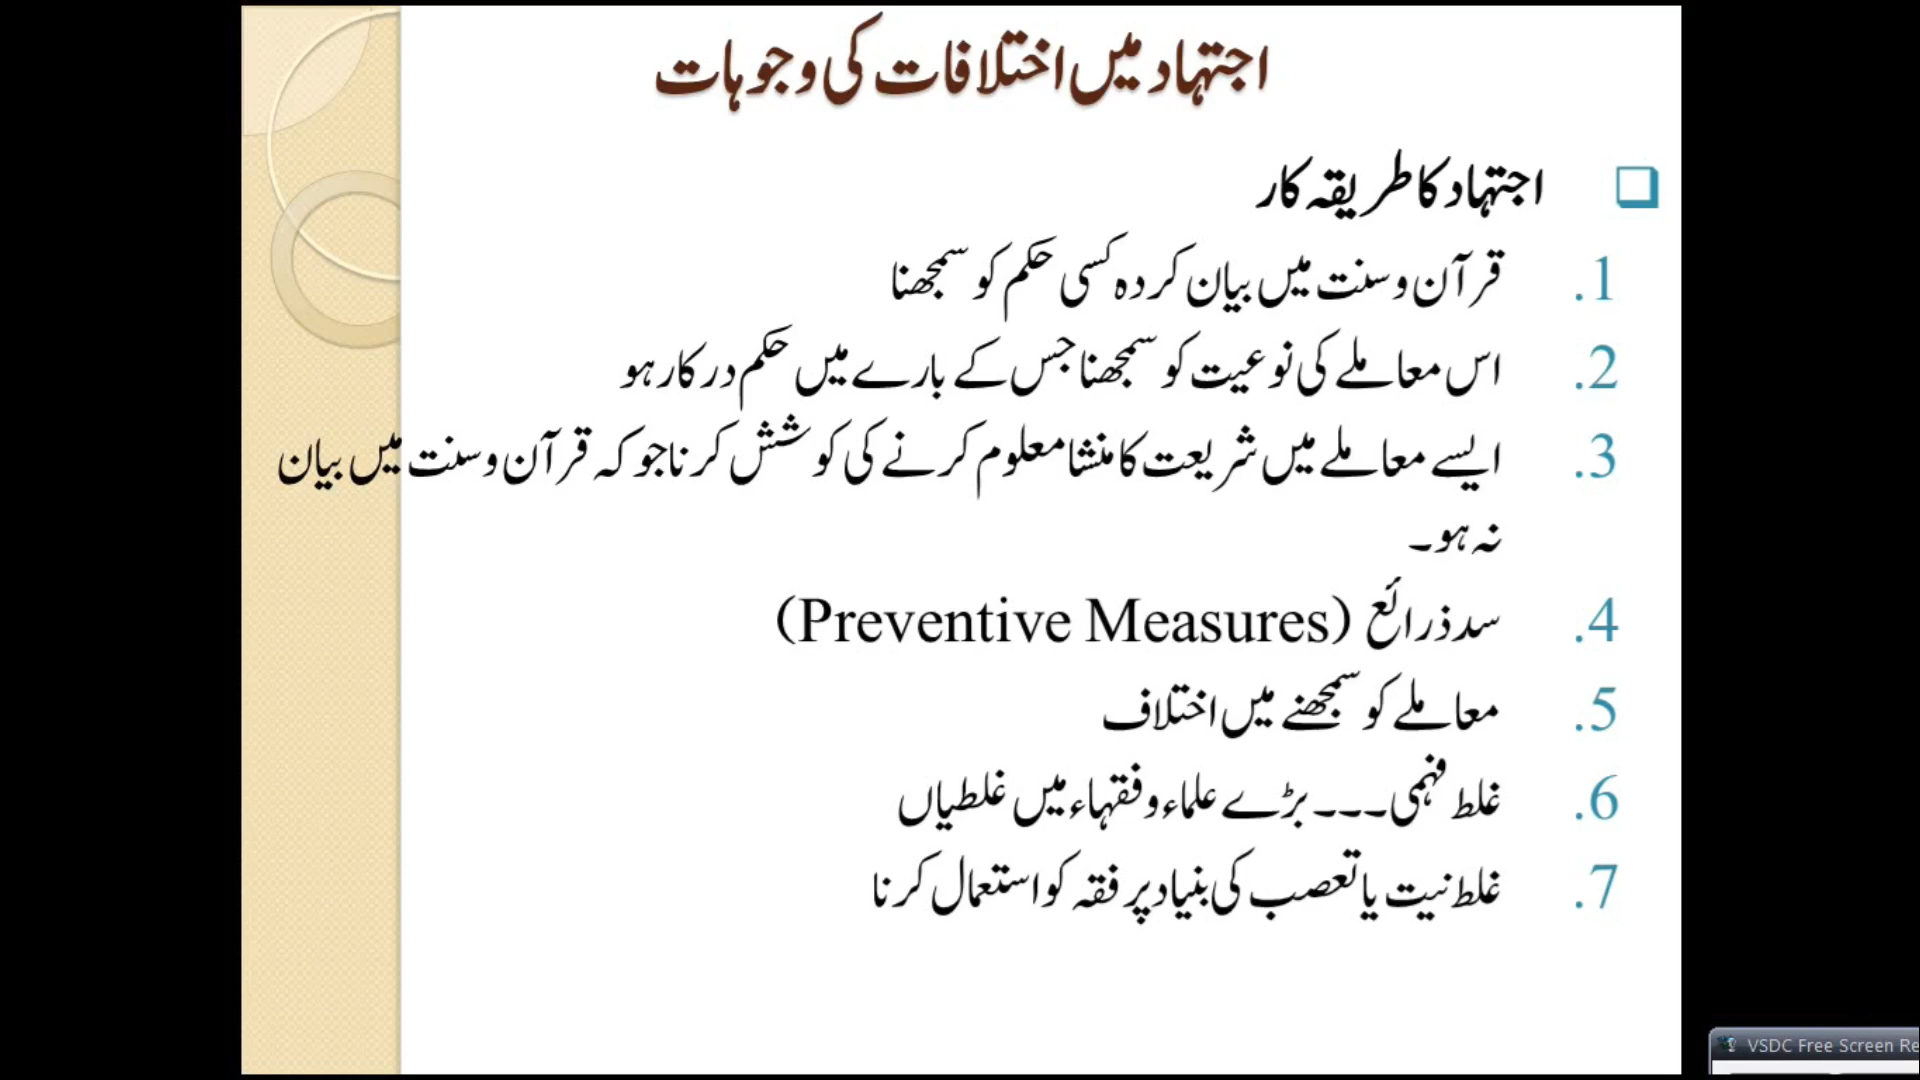 اجتہاد میں اختلافات کی وجوہات
❑ اجتہاد کا طریقہ کار
1. قرآن و سنت میں بیان کردہ کسی حکم کو سمجھنا
2. اس معاملے کی نوعیت کو سمجھنا جس کے بارے میں حکم درکار ہو
3. ایسے معاملے میں شریعت کا منشا معلوم کرنے کی کوشش کرنا جو کہ قرآن و سنت میں بیان
نہ ہو۔
4. سد ذرائع (Preventive Measures)
5. معاملے کو سمجھنے میں اختلاف
6. غلط فہمی۔۔۔ بڑے علماء و فقہاء میں غلطیاں
7. غلط نیت یا تعصب کی بنیاد پر فقہ کو استعمال کرنا
VSDC Free Screen Re